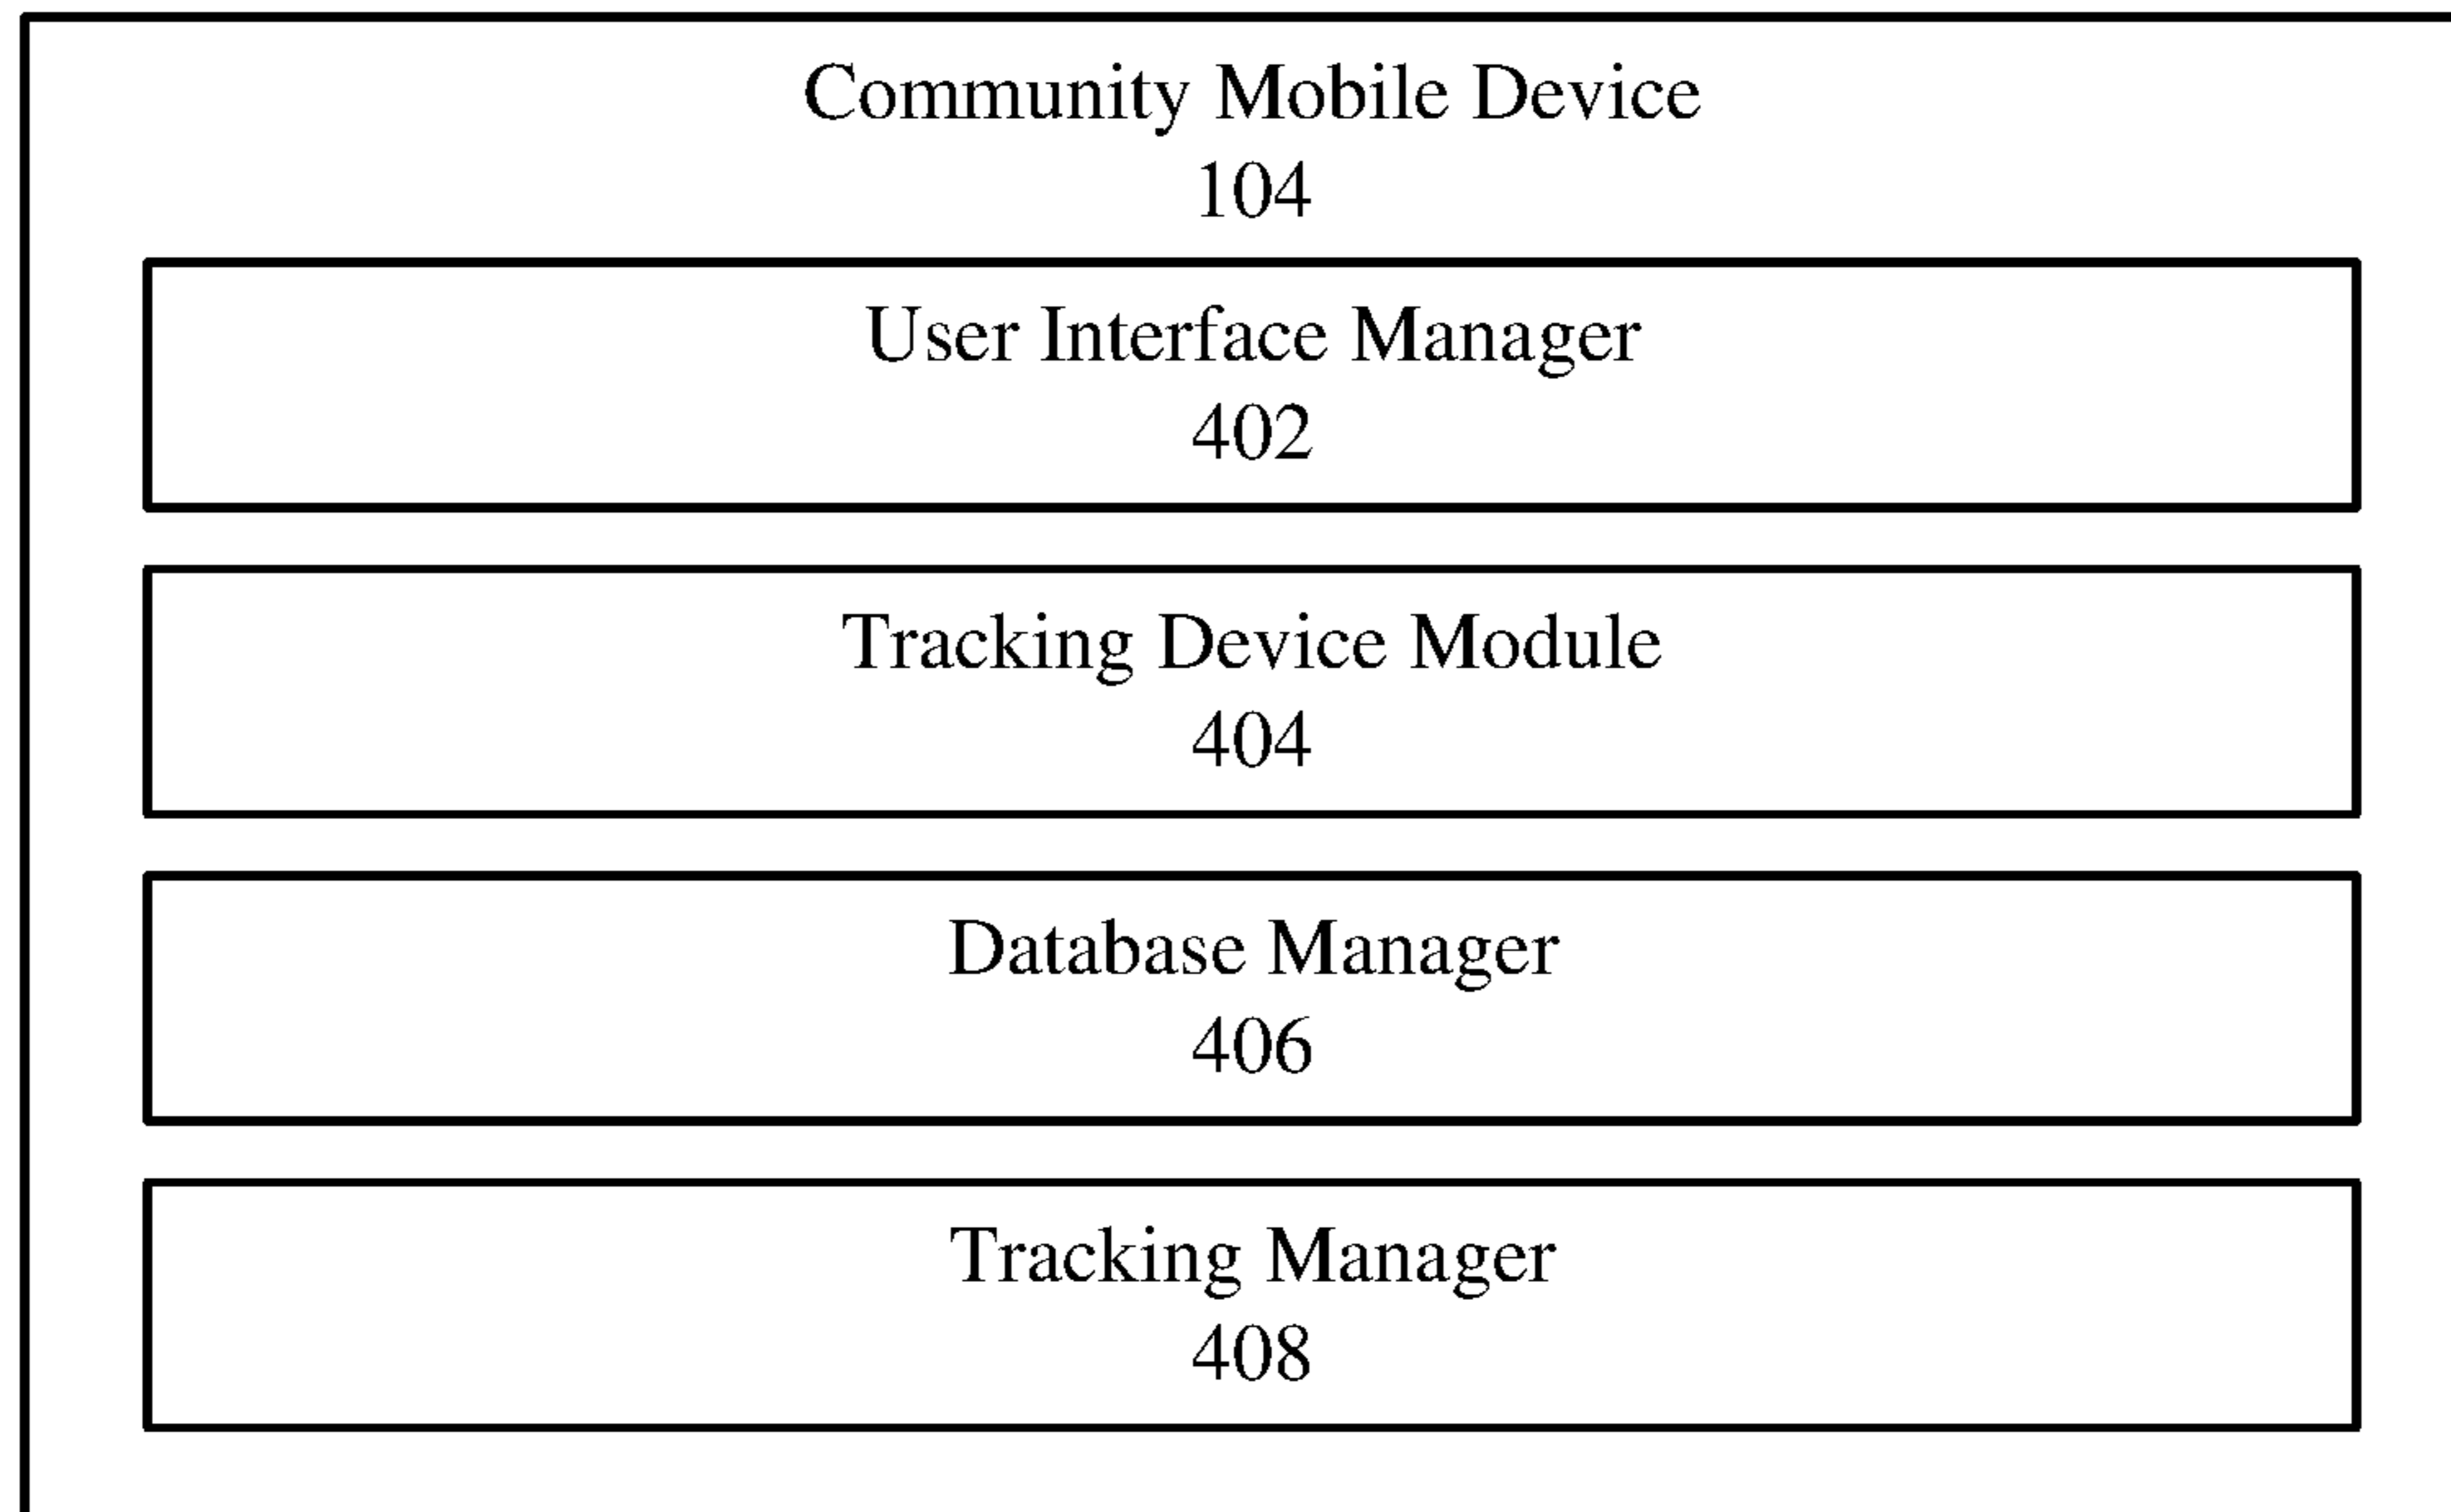 Community Mobile Device
104
User Interface Manager
402
Tracking Device Module
404
Database Manager
406
Tracking Manager
408